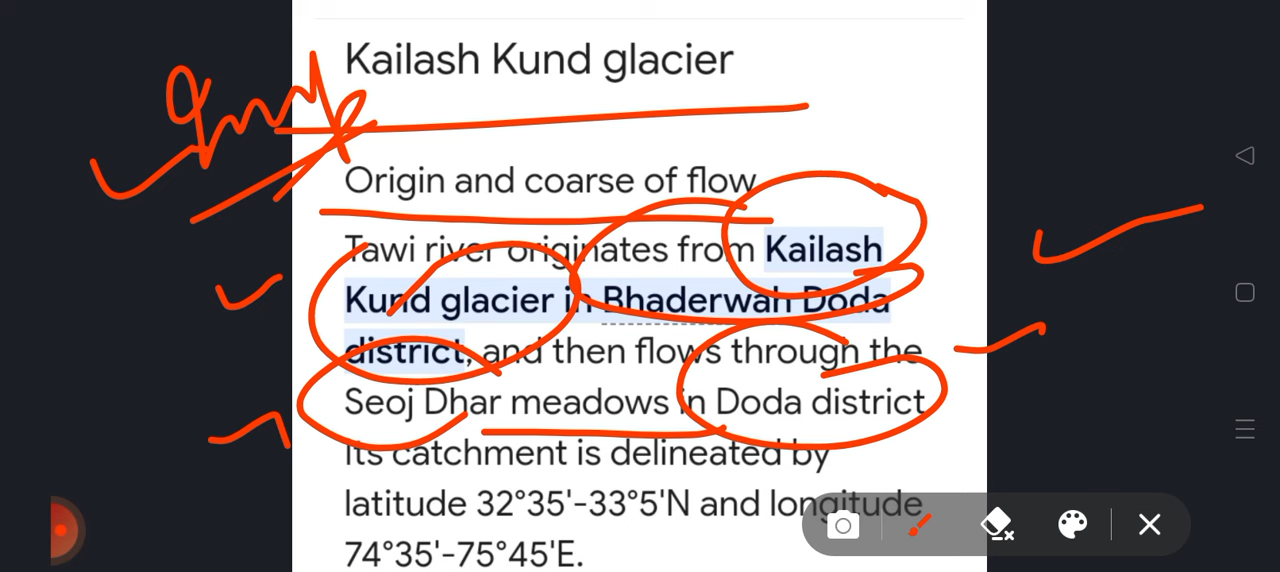 Kailash Kund glacier
Origin and coarse of flow
Tawi river originates from Kailash
Kund glacier in Bhaderwah Doda
district, and then flows through the
Seoj Dhar meadows in Doda district
Its catchment is delineated by
latitude 32°35'-33°5'N and longitude
74°35'-75°45'E.